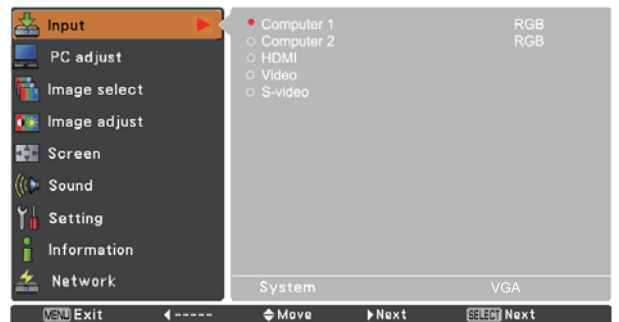 Input
PC adjust
Image select
Image adjust
Screen
Sound
Setting
Information
Network
Computer 1 RGB
Computer 2 RGB
HDMI
Video
S-video
System VGA
MENU Exit ----- Move Next SELECT Next